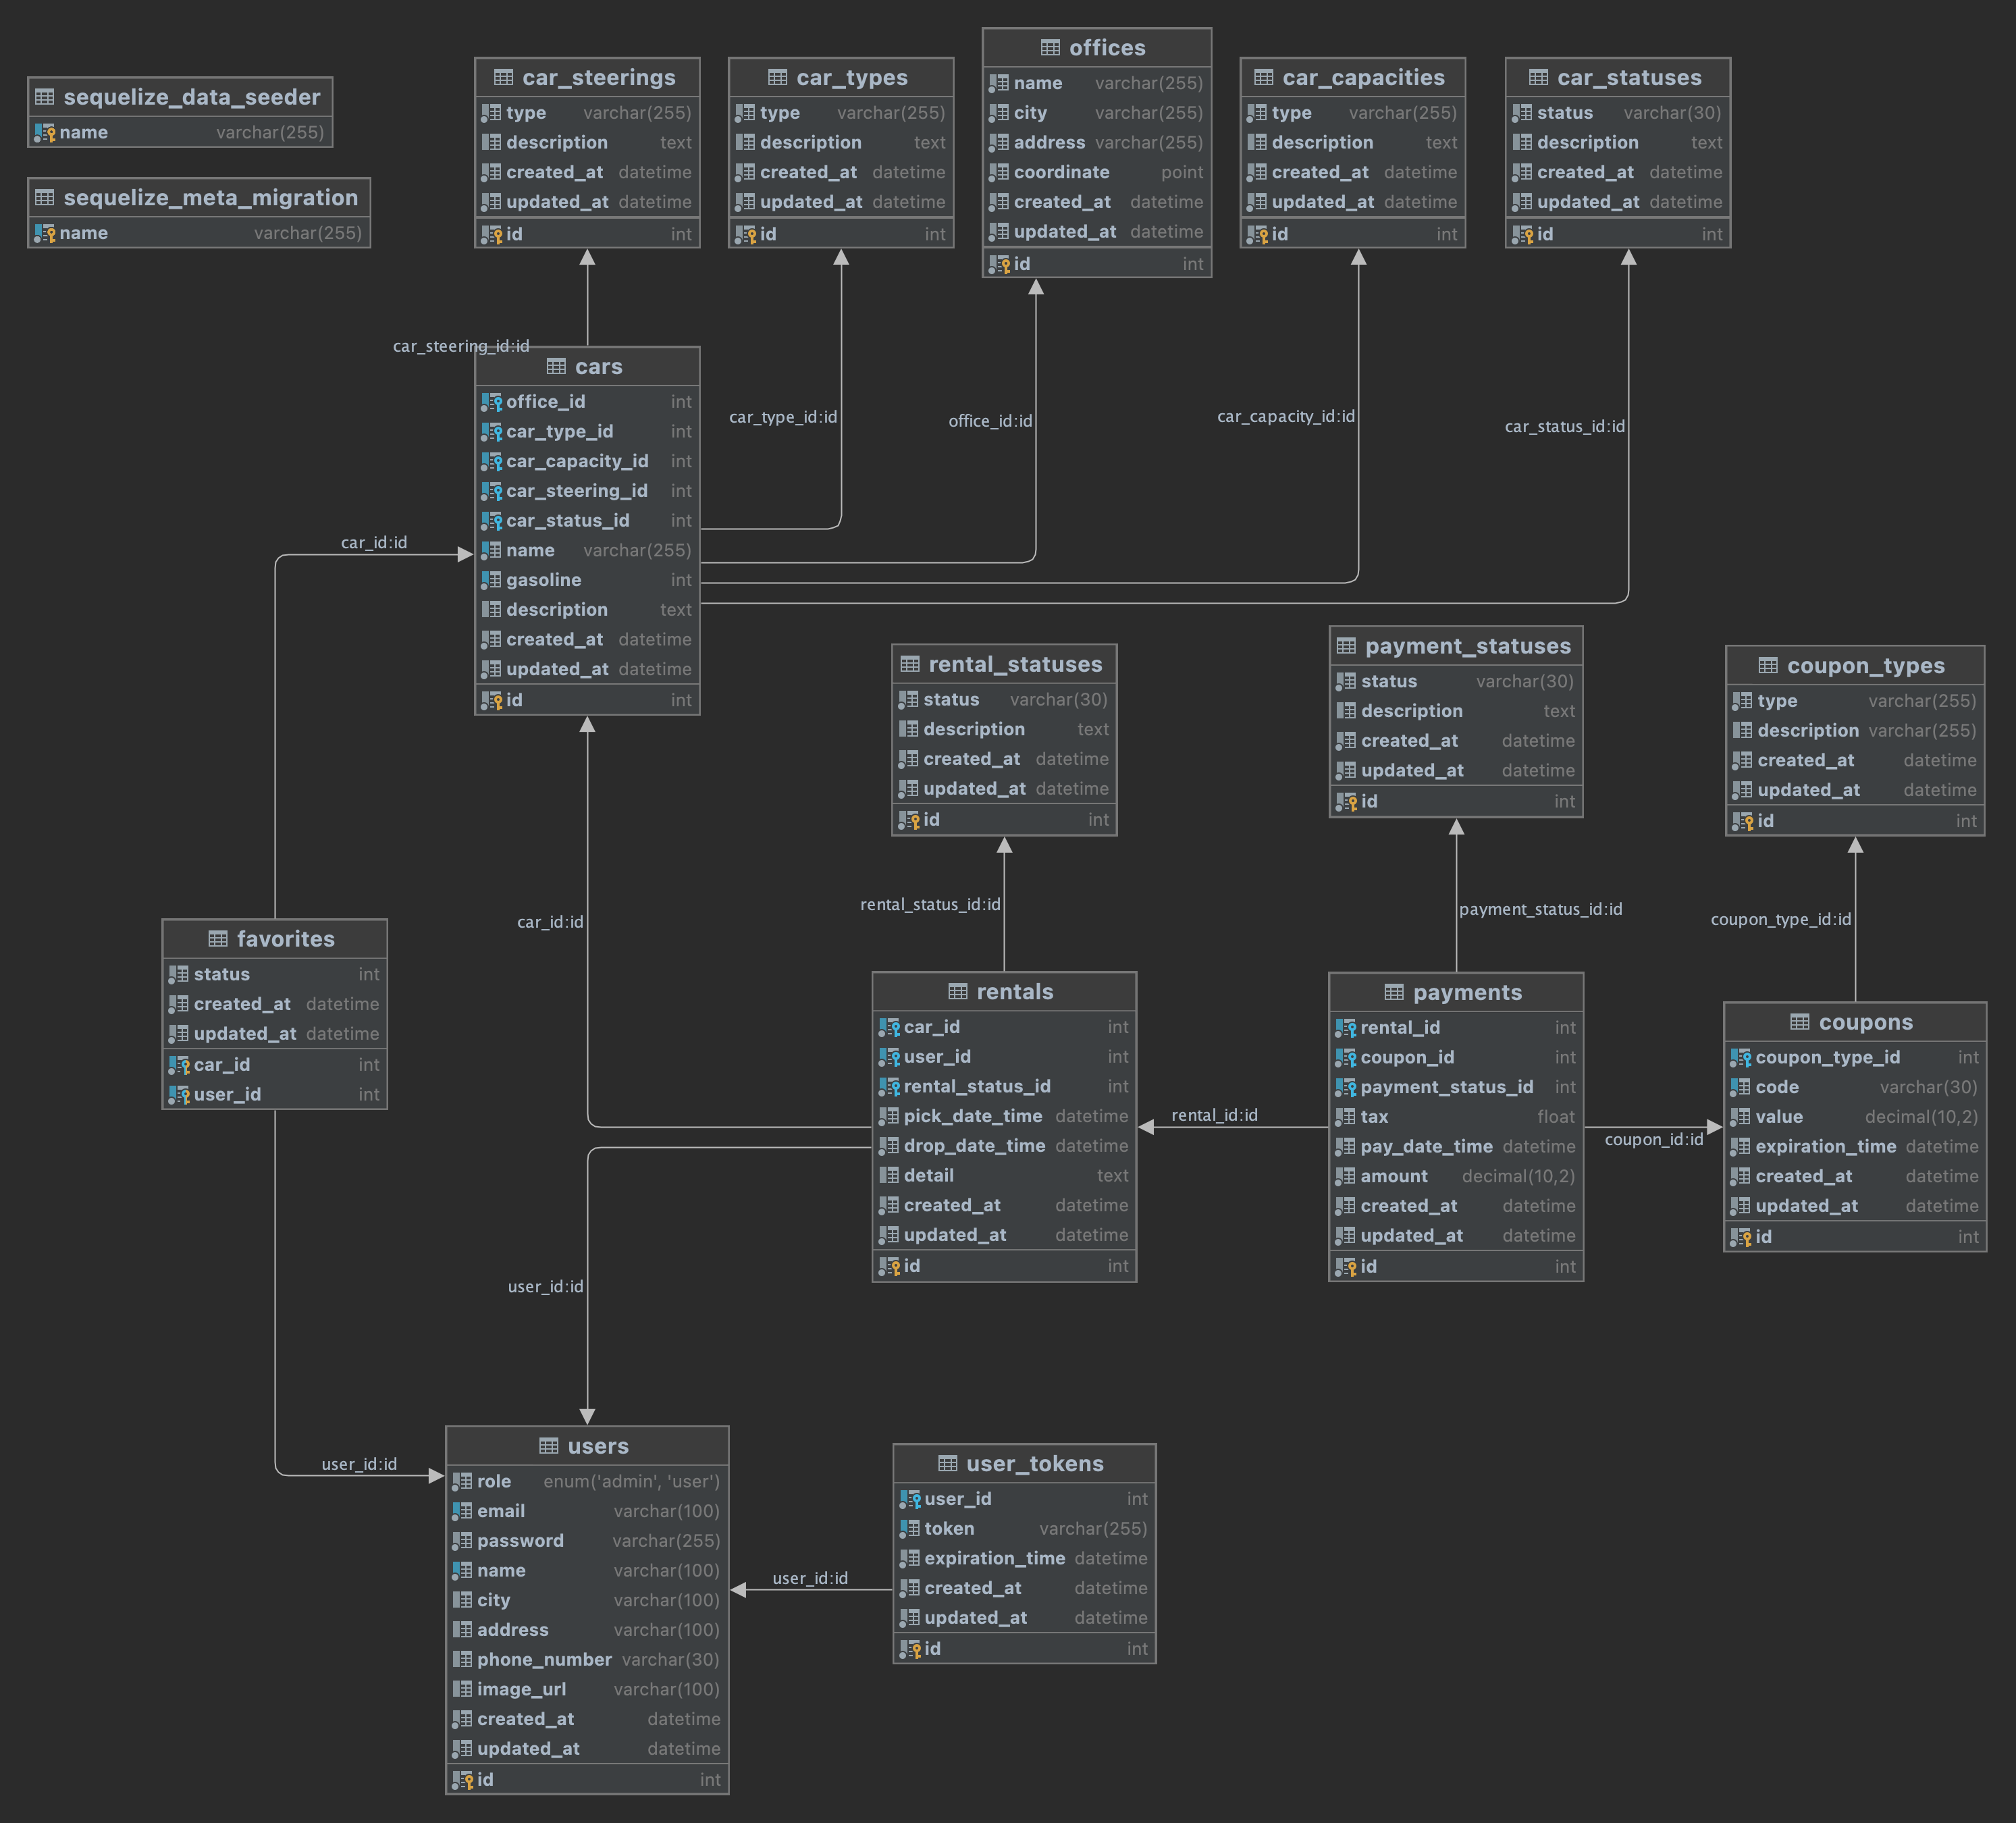 sequelize_data_seeder
name varchar(255)
sequelize_meta_migration
name varchar(255)
car_steerings
type varchar(255)
description text
created_at datetime
updated_at datetime
id int
car_types
type varchar(255)
description text
created_at datetime
updated_at datetime
id int
offices
name varchar(255)
city varchar(255)
address varchar(255)
coordinate point
created_at datetime
updated_at datetime
id int
car_capacities
type varchar(255)
description text
created_at datetime
updated_at datetime
id int
car_statuses
status varchar(30)
description text
created_at datetime
updated_at datetime
id int
car_steering_id:id
car_type_id:id
office_id:id
car_capacity_id:id
car_status_id:id
cars
office_id int
car_type_id int
car_capacity_id int
car_steering_id int
car_status_id int
name varchar(255)
gasoline int
description text
created_at datetime
updated_at datetime
id int
car_id:id
rental_statuses
status varchar(30)
description text
created_at datetime
updated_at datetime
id int
payment_statuses
status varchar(30)
description text
created_at datetime
updated_at datetime
id int
coupon_types
type varchar(255)
description varchar(255)
created_at datetime
updated_at datetime
id int
car_id:id
rental_status_id:id
payment_status_id:id
coupon_type_id:id
favorites
status int
created_at datetime
updated_at datetime
car_id int
user_id int
rentals
car_id int
user_id int
rental_status_id int
pick_date_time datetime
drop_date_time datetime
detail text
created_at datetime
updated_at datetime
id int
rental_id:id
payments
rental_id int
coupon_id int
payment_status_id int
tax float
pay_date_time datetime
amount decimal(10,2)
created_at datetime
updated_at datetime
id int
coupon_id:id
coupons
coupon_type_id int
code varchar(30)
value decimal(10,2)
expiration_time datetime
created_at datetime
updated_at datetime
id int
user_id:id
user_id:id
users
role enum('admin', 'user')
email varchar(100)
password varchar(255)
name varchar(100)
city varchar(100)
address varchar(100)
phone_number varchar(30)
image_url varchar(100)
created_at datetime
updated_at datetime
id int
user_id:id
user_tokens
user_id int
token varchar(255)
expiration_time datetime
created_at datetime
updated_at datetime
id int